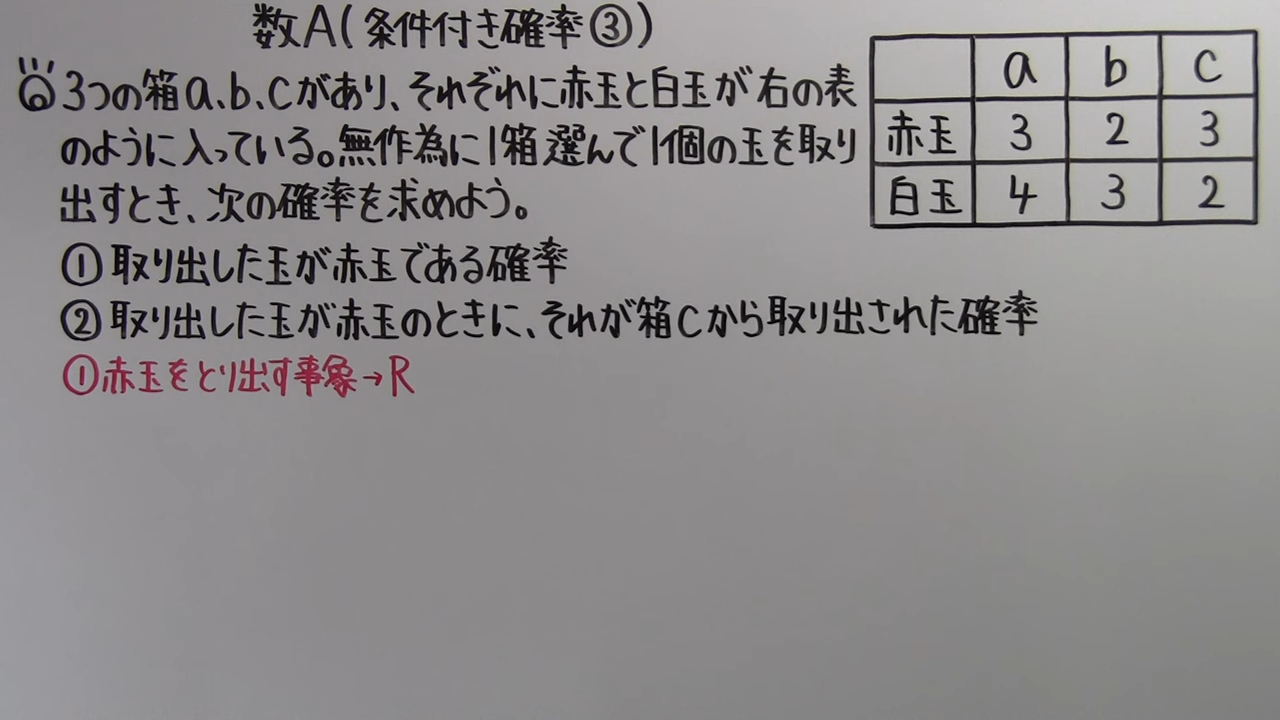 数A(条件付き確率③)
3つの箱a、b、cがあり、それぞれに赤玉と白玉が右の表
のように入っている。無作為に1箱選んで1個の玉を取り
出すとき、次の確率を求めよう。
①取り出した玉が赤玉である確率
②取り出した玉が赤玉のときに、それが箱cから取り出された確率
①赤玉をとり出す事象→R
a b c
赤玉 3 2 3
白玉 4 3 2